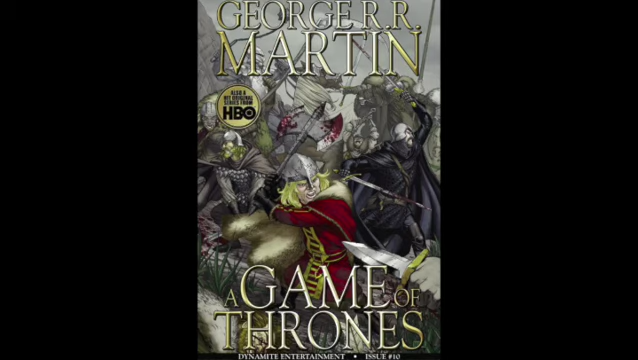 GEORGE R.R.
MARTIN
ALSO A
HIT ORIGINAL
SERIES FROM
HBO
A GAME OF
THRONES
DYNAMITE ENTERTAINMENT • ISSUE #10